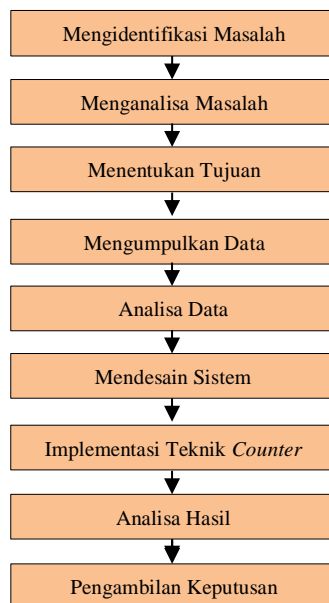 Mengidentifikasi Masalah
Menganalisa Masalah
Menentukan Tujuan
Mengumpulkan Data
Analisa Data
Mendesain Sistem
Implementasi Teknik Counter
Analisa Hasil
Pengambilan Keputusan